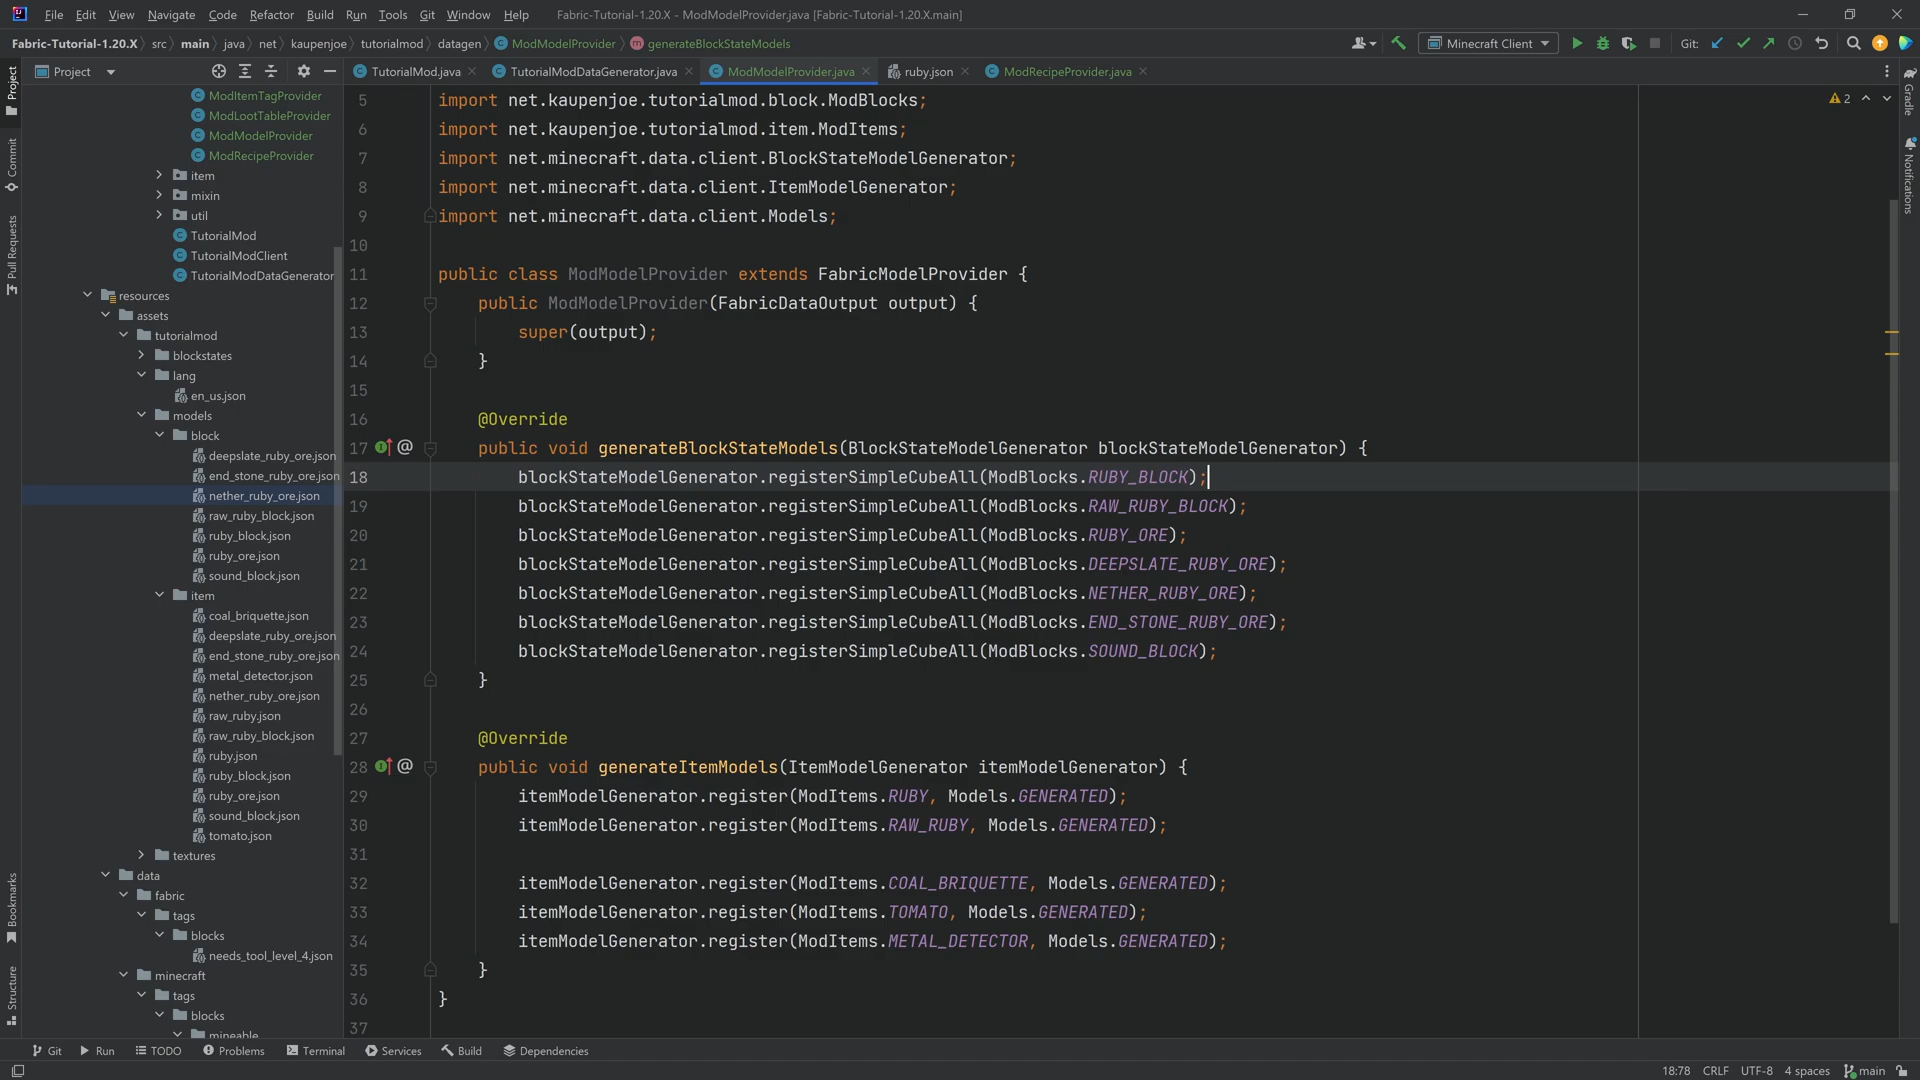 File Edit View Navigate Code Refactor Build Run Tools Git Window Help Fabric-Tutorial-1.20.X - ModModelProvider.java [Fabric-Tutorial-1.20.X.main]
Fabric-Tutorial-1.20.X src main java net kaupenjoe tutorialmod datagen ModModelProvider generateBlockStateModels Minecraft Client Git:
Project TutorialMod.java TutorialModDataGenerator.java ModModelProvider.java ruby.json ModRecipeProvider.java
Project
Commit
Pull Requests
Bookmarks
Structure
ModItemTagProvider
ModLootTableProvider
ModModelProvider
ModRecipeProvider
item
mixin
util
TutorialMod
TutorialModClient
TutorialModDataGenerator
resources
assets
tutorialmod
blockstates
lang
en_us.json
models
block
deepslate_ruby_ore.json
end_stone_ruby_ore.json
nether_ruby_ore.json
raw_ruby_block.json
ruby_block.json
ruby_ore.json
sound_block.json
item
coal_briquette.json
deepslate_ruby_ore.json
end_stone_ruby_ore.json
metal_detector.json
nether_ruby_ore.json
raw_ruby.json
raw_ruby_block.json
ruby.json
ruby_block.json
ruby_ore.json
sound_block.json
tomato.json
textures
data
fabric
tags
blocks
needs_tool_level_4.json
minecraft
tags
blocks
mineable
5 import net.kaupenjoe.tutorialmod.block.ModBlocks;
6 import net.kaupenjoe.tutorialmod.item.ModItems;
7 import net.minecraft.data.client.BlockStateModelGenerator;
8 import net.minecraft.data.client.ItemModelGenerator;
9 import net.minecraft.data.client.Models;
10
11 public class ModModelProvider extends FabricModelProvider {
12 public ModModelProvider(FabricDataOutput output) {
13 super(output);
14 }
15
16 @Override
17 @ public void generateBlockStateModels(BlockStateModelGenerator blockStateModelGenerator) {
18 blockStateModelGenerator.registerSimpleCubeAll(ModBlocks.RUBY_BLOCK);
19 blockStateModelGenerator.registerSimpleCubeAll(ModBlocks.RAW_RUBY_BLOCK);
20 blockStateModelGenerator.registerSimpleCubeAll(ModBlocks.RUBY_ORE);
21 blockStateModelGenerator.registerSimpleCubeAll(ModBlocks.DEEPSLATE_RUBY_ORE);
22 blockStateModelGenerator.registerSimpleCubeAll(ModBlocks.NETHER_RUBY_ORE);
23 blockStateModelGenerator.registerSimpleCubeAll(ModBlocks.END_STONE_RUBY_ORE);
24 blockStateModelGenerator.registerSimpleCubeAll(ModBlocks.SOUND_BLOCK);
25 }
26
27 @Override
28 @ public void generateItemModels(ItemModelGenerator itemModelGenerator) {
29 itemModelGenerator.register(ModItems.RUBY, Models.GENERATED);
30 itemModelGenerator.register(ModItems.RAW_RUBY, Models.GENERATED);
31
32 itemModelGenerator.register(ModItems.COAL_BRIQUETTE, Models.GENERATED);
33 itemModelGenerator.register(ModItems.TOMATO, Models.GENERATED);
34 itemModelGenerator.register(ModItems.METAL_DETECTOR, Models.GENERATED);
35 }
36 }
37
2
Gradle
Notifications
Git Run TODO Problems Terminal Services Build Dependencies
18:78 CRLF UTF-8 4 spaces main